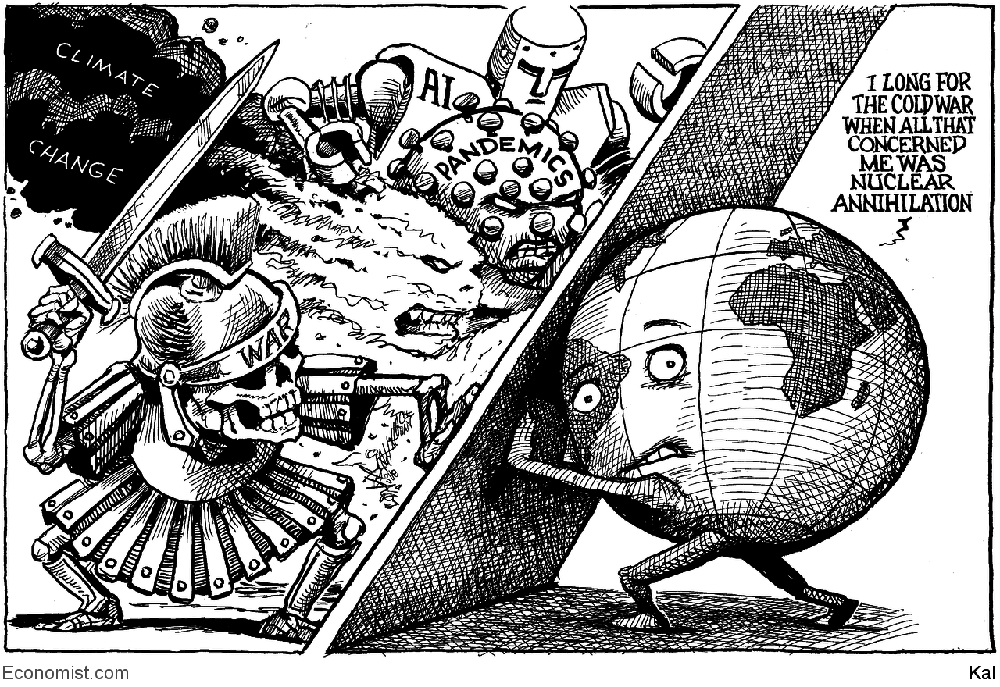 CLIMATE
CHANGE
AI
PANDEMICS
WAR
I LONG FOR
THE COLD WAR
WHEN ALL THAT
CONCERNED
ME WAS
NUCLEAR
ANNIHILATION
Economist.com
Kal